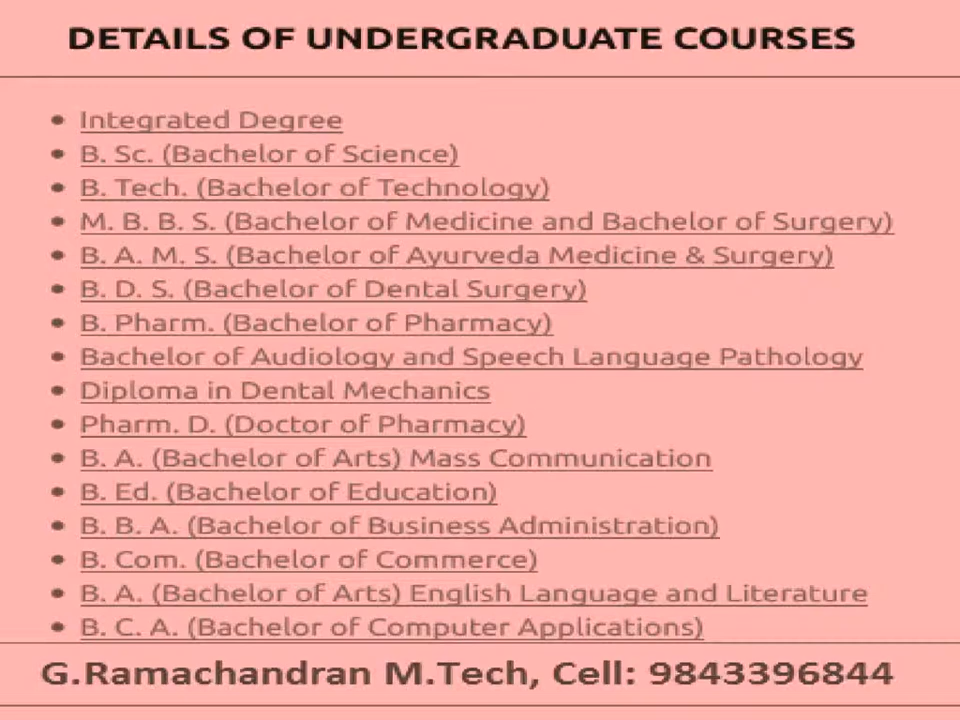 DETAILS OF UNDERGRADUATE COURSES
• Integrated Degree
• B. Sc. (Bachelor of Science)
• B. Tech. (Bachelor of Technology)
• M. B. B. S. (Bachelor of Medicine and Bachelor of Surgery)
• B. A. M. S. (Bachelor of Ayurveda Medicine & Surgery)
• B. D. S. (Bachelor of Dental Surgery)
• B. Pharm. (Bachelor of Pharmacy)
• Bachelor of Audiology and Speech Language Pathology
• Diploma in Dental Mechanics
• Pharm. D. (Doctor of Pharmacy)
• B. A. (Bachelor of Arts) Mass Communication
• B. Ed. (Bachelor of Education)
• B. B. A. (Bachelor of Business Administration)
• B. Com. (Bachelor of Commerce)
• B. A. (Bachelor of Arts) English Language and Literature
• B. C. A. (Bachelor of Computer Applications)
G.Ramachandran M.Tech, Cell: 9843396844